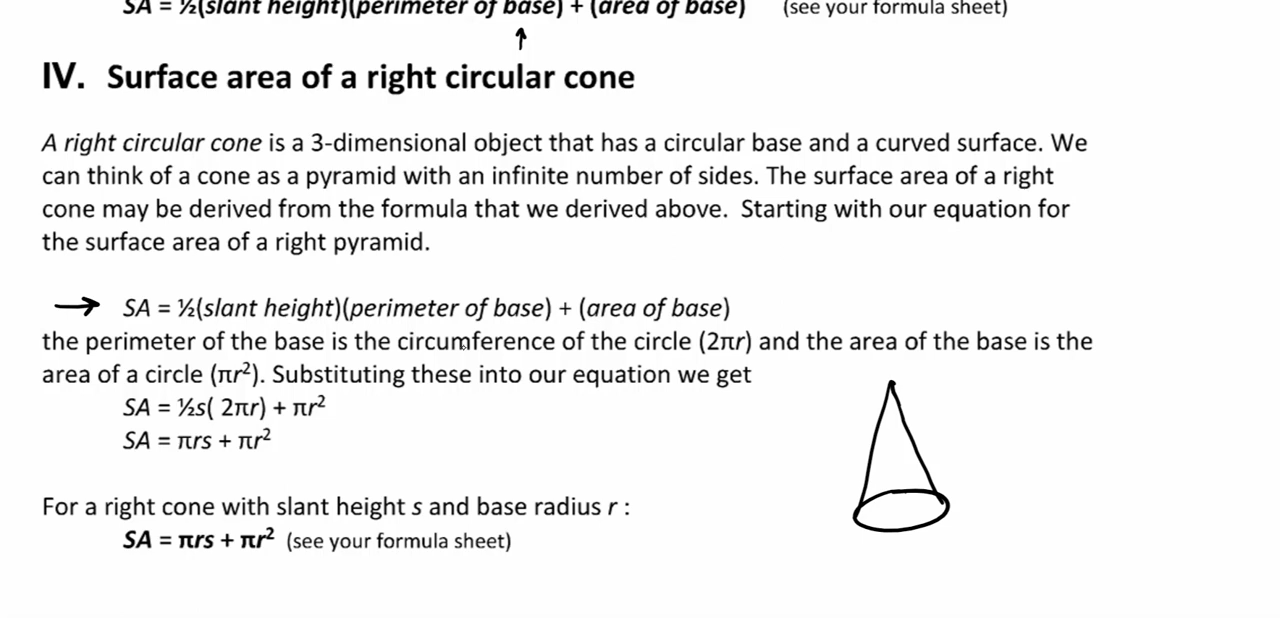 SA = ½(slant height)(perimeter of base) + (area of base) (see your formula sheet)
IV. Surface area of a right circular cone
A right circular cone is a 3-dimensional object that has a circular base and a curved surface. We
can think of a cone as a pyramid with an infinite number of sides. The surface area of a right
cone may be derived from the formula that we derived above. Starting with our equation for
the surface area of a right pyramid.
SA = ½(slant height)(perimeter of base) + (area of base)
the perimeter of the base is the circumference of the circle (2πr) and the area of the base is the
area of a circle (πr²). Substituting these into our equation we get
SA = ½s( 2πr) + πr²
SA = πrs + πr²
For a right cone with slant height s and base radius r :
SA = πrs + πr² (see your formula sheet)